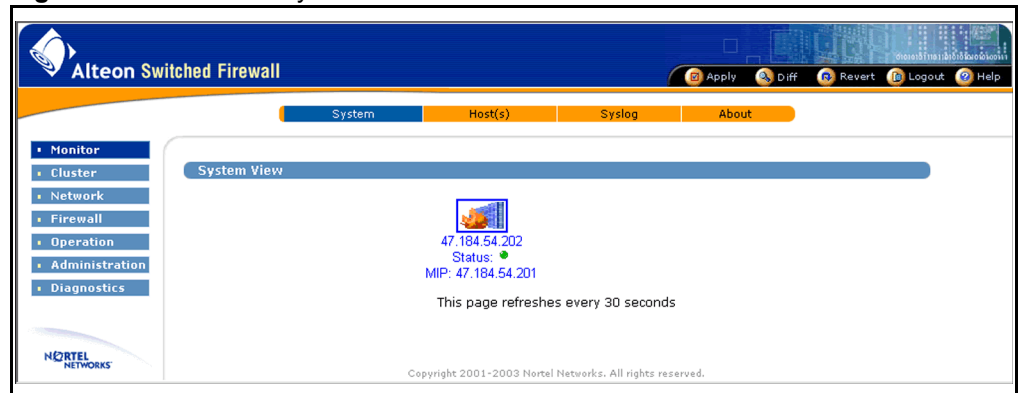 Alteon Switched Firewall
Apply Diff Revert Logout Help
System Host(s) Syslog About
Monitor
Cluster
Network
Firewall
Operation
Administration
Diagnostics
System View
47.184.54.202
Status:
MIP: 47.184.54.201
This page refreshes every 30 seconds
NORTEL
NETWORKS
Copyright 2001-2003 Nortel Networks. All rights reserved.